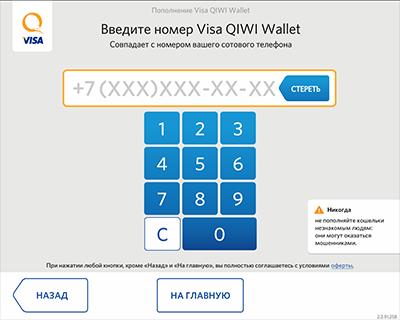 Пополнение Visa QIWI Wallet
VISA
Введите номер Visa QIWI Wallet
Совпадает с номером вашего сотового телефона
+7 (XXX)XXX-XX-XX
СТЕРЕТЬ
1 2 3
4 5 6
7 8 9
C 0
Никогда
не пополняйте кошельки
незнакомым людям:
они могут оказаться
мошенниками.
При нажатии любой кнопки, кроме «Назад» и «На главную», вы полностью соглашаетесь с условиями оферты.
НАЗАД
НА ГЛАВНУЮ